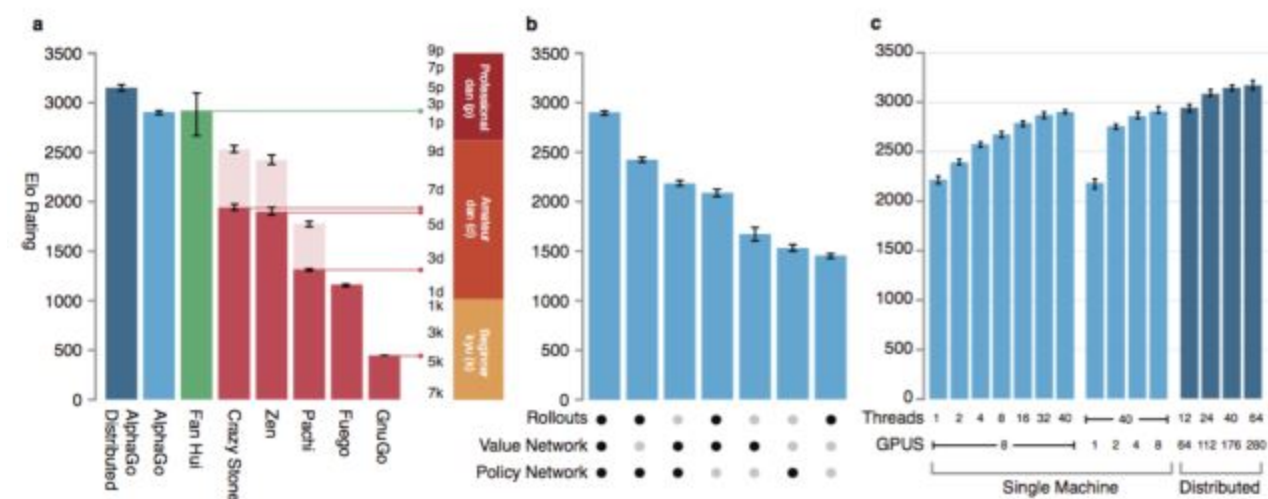 a
3500
3000
2500
2000
1500
1000
500
0
Elo Rating
Distributed AlphaGo
AlphaGo
Fan Hui
Crazy Stone
Zen
Pachi
Fuego
GnuGo
9p
7p
5p
3p
1p
9d
7d
5d
3d
1d
1k
3k
5k
7k
Professional
dan (p)
Amateur
dan (d)
Beginner
kyu (k)
b
3500
3000
2500
2000
1500
1000
500
0
Rollouts
Value Network
Policy Network
c
3500
3000
2500
2000
1500
1000
500
0
Threads 1 2 4 8 16 32 40 40 12 24 40 64
GPUS 8 1 2 4 8 64 112 176 280
Single Machine Distributed